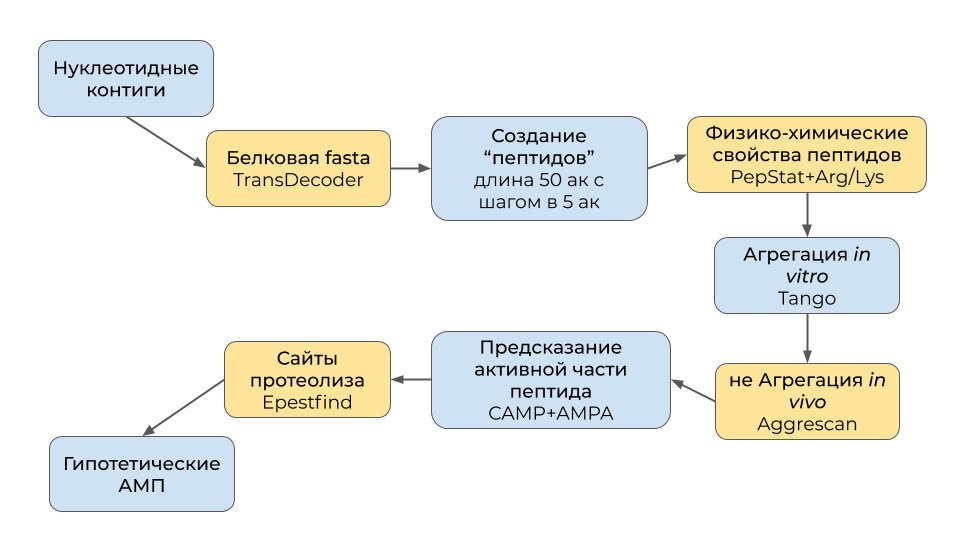 Нуклеотидные
контиги
Белковая fasta
TransDecoder
Создание
“пептидов”
длина 50 ак с
шагом в 5 ак
Физико-химические
свойства пептидов
PepStat+Arg/Lys
Агрегация in
vitro
Tango
не Агрегация in
vivo
Aggrescan
Предсказание
активной части
пептида
CAMP+AMPA
Сайты
протеолиза
Epestfind
Гипотетические
АМП